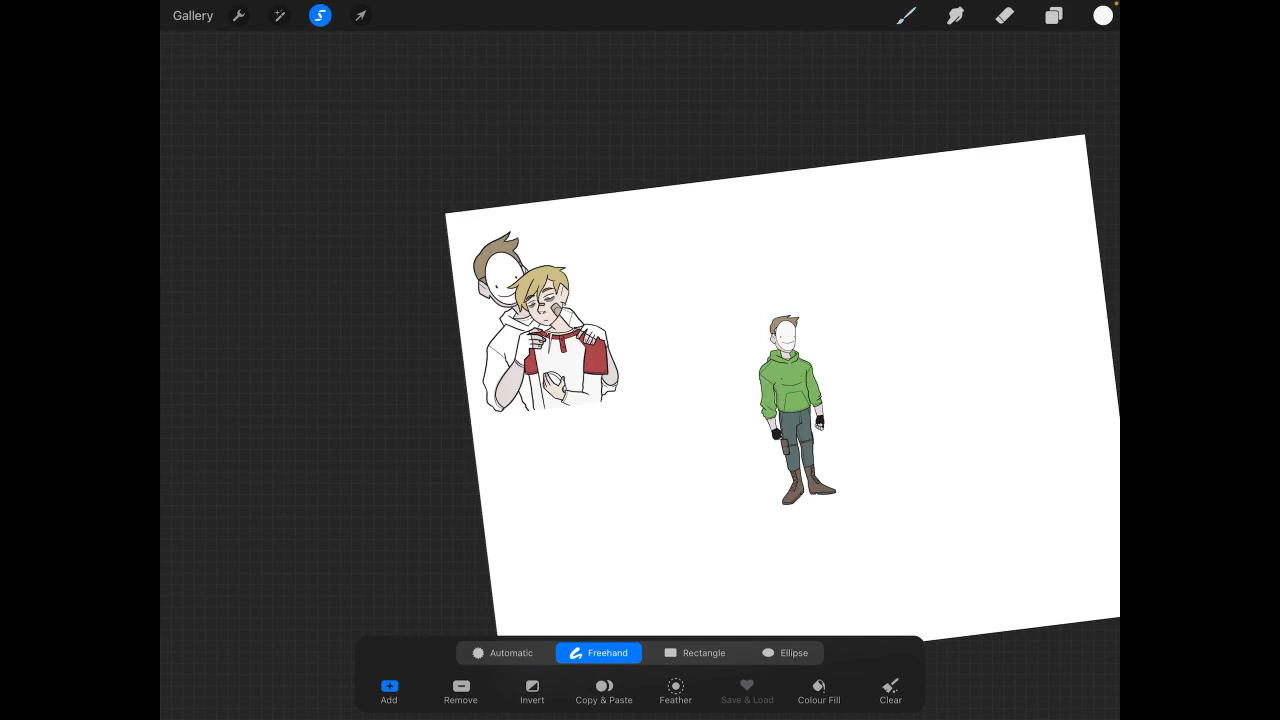 Gallery
Automatic Freehand Rectangle Ellipse
Add Remove Invert Copy & Paste Feather Save & Load Colour Fill Clear